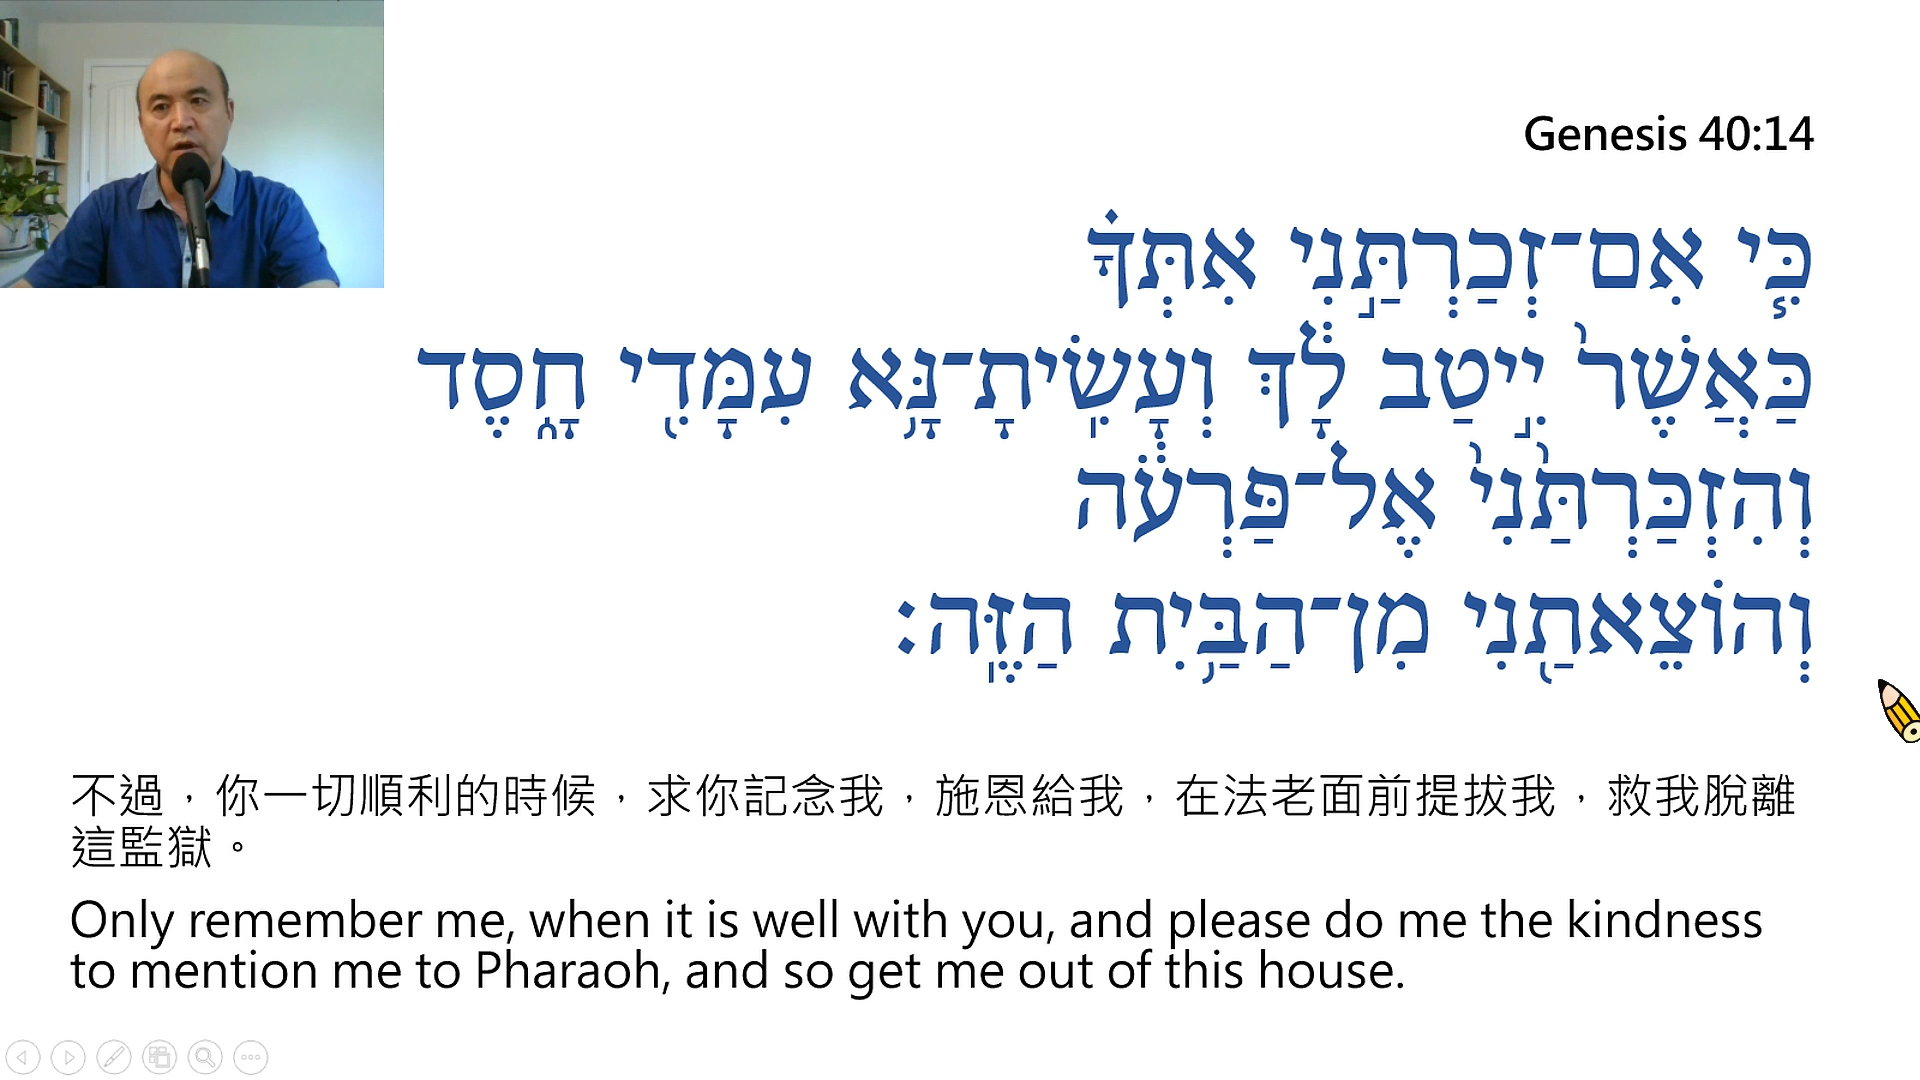 Genesis 40:14
כִּ֧י אִם־זְכַרְתַּ֣נִי אִתְּךָ֗
כַּאֲשֶׁר֙ יִ֣יטַב לָ֔ךְ וְעָשִֽׂיתָ־נָּ֥א עִמָּדִ֖י חָ֑סֶד
וְהִזְכַּרְתַּ֙נִי֙ אֶל־פַּרְעֹ֔ה
וְהוֹצֵאתַ֖נִי מִן־הַבַּ֥יִת הַזֶּֽה׃
不過，你一切順利的時候，求你記念我，施恩給我，在法老面前提拔我，救我脫離
這監獄。
Only remember me, when it is well with you, and please do me the kindness
to mention me to Pharaoh, and so get me out of this house.